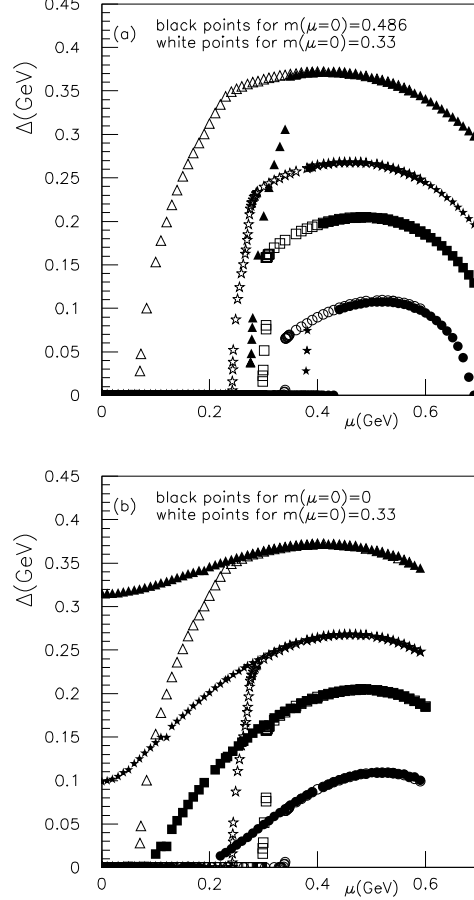 0.45
(a)
black points for m(μ=0)=0.486
white points for m(μ=0)=0.33
Δ(GeV)
0.4
0.35
0.3
0.25
0.2
0.15
0.1
0.05
0
0 0.2 0.4 0.6
μ(GeV)
0.45
(b)
black points for m(μ=0)=0
white points for m(μ=0)=0.33
Δ(GeV)
0.4
0.35
0.3
0.25
0.2
0.15
0.1
0.05
0
0 0.2 0.4 0.6
μ(GeV)